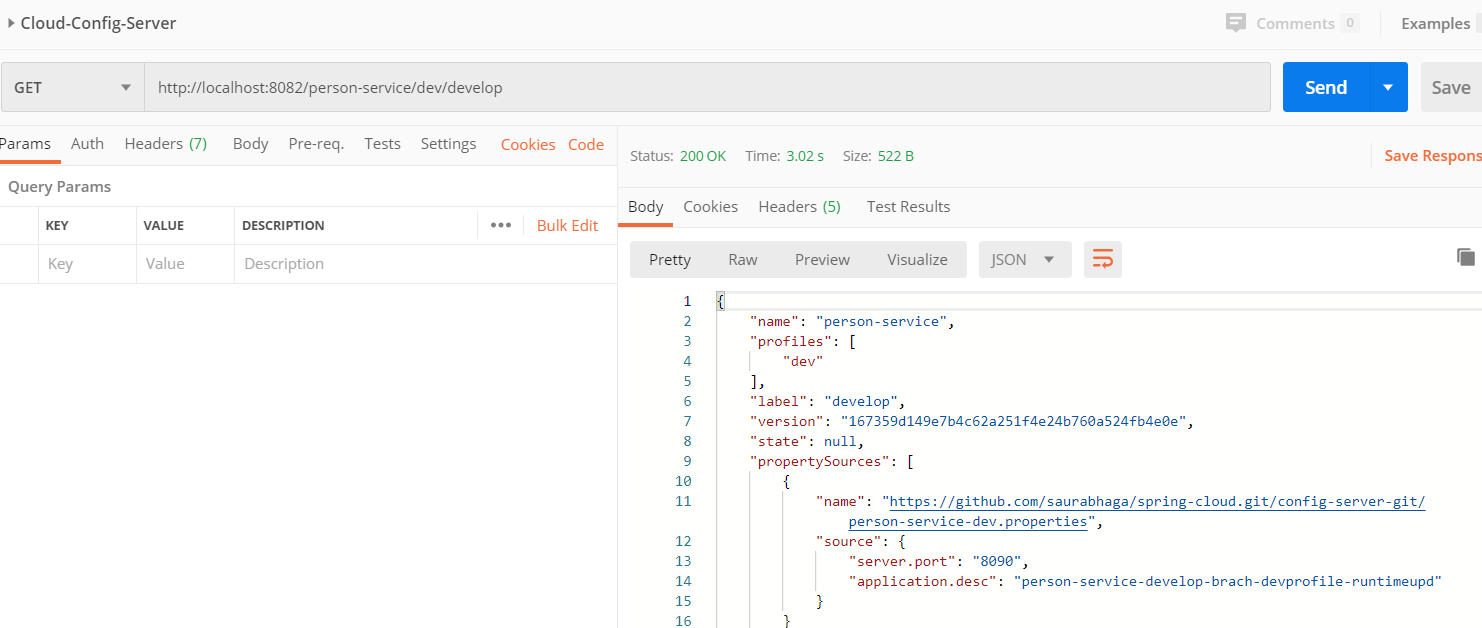 Cloud-Config-Server
Comments 0
Examples
GET
http://localhost:8082/person-service/dev/develop
Send
Save
Params Auth Headers (7) Body Pre-req. Tests Settings Cookies Code
Query Params
KEY VALUE DESCRIPTION ••• Bulk Edit
Key Value Description
Status: 200 OK Time: 3.02 s Size: 522 B
Save Respons
Body Cookies Headers (5) Test Results
Pretty Raw Preview Visualize JSON
1 {
2 "name": "person-service",
3 "profiles": [
4 "dev"
5 ],
6 "label": "develop",
7 "version": "167359d149e7b4c62a251f4e24b760a524fb4e0e",
8 "state": null,
9 "propertySources": [
10 {
11 "name": "https://github.com/saurabhaga/spring-cloud.git/config-server-git/
person-service-dev.properties",
12 "source": {
13 "server.port": "8090",
14 "application.desc": "person-service-develop-brach-devprofile-runtimeupd"
15 }
16 }